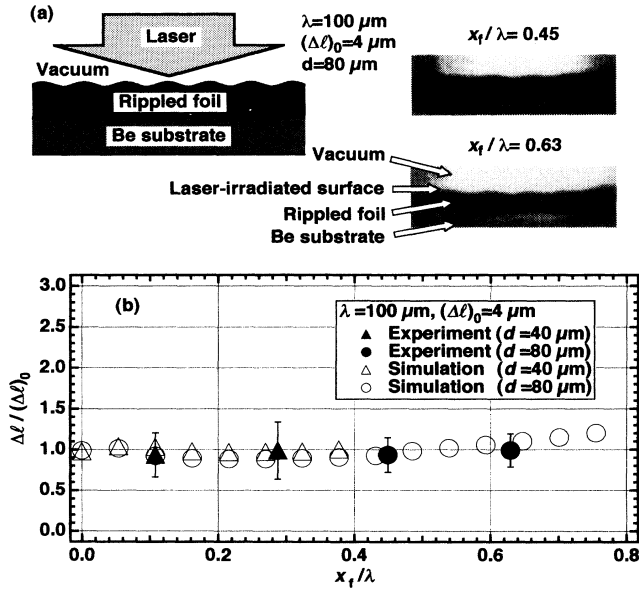 (a)
Laser
λ=100 µm
(Δℓ)₀=4 µm
d=80 µm
Vacuum
Rippled foil
Be substrate
x_f/λ= 0.45
x_f/λ= 0.63
Vacuum
Laser-irradiated surface
Rippled foil
Be substrate
(b)
λ =100 µm, (Δℓ)₀=4 µm
Experiment (d =40 µm)
Experiment (d =80 µm)
Simulation (d =40 µm)
Simulation (d =80 µm)
Δℓ / (Δℓ)₀
3.0
2.5
2.0
1.5
1.0
0.5
0.0
0.0 0.2 0.4 0.6 0.8
x_f/λ